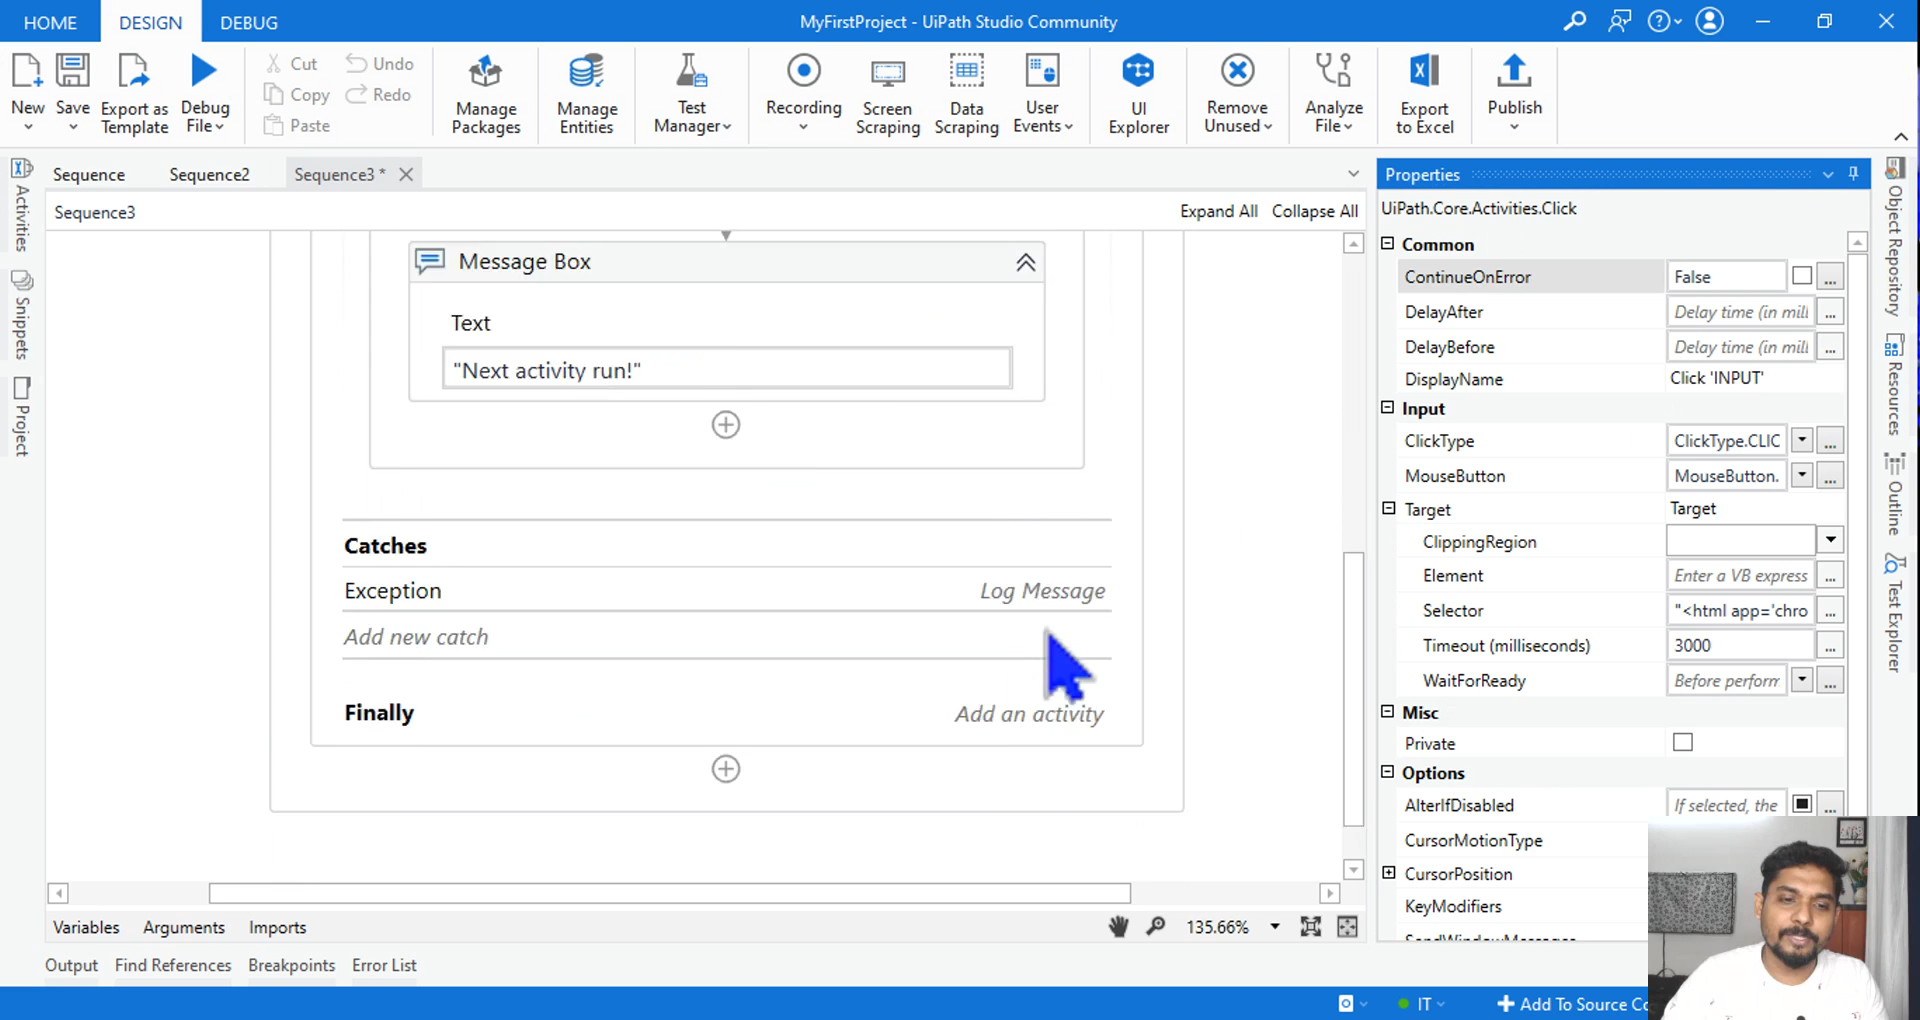 HOME DESIGN DEBUG MyFirstProject - UiPath Studio Community
New Save Export as Template Debug File Cut Copy Paste Undo Redo Manage Packages Manage Entities Test Manager Recording Screen Scraping Data Scraping User Events UI Explorer Remove Unused Analyze File Export to Excel Publish
Sequence Sequence2 Sequence3 *
Sequence3 Expand All Collapse All
Activities
Snippets
Project
Message Box
Text
"Next activity run!"
Catches
Exception Log Message
Add new catch
Finally Add an activity
Variables Arguments Imports 135.66%
Output Find References Breakpoints Error List
Properties
UiPath.Core.Activities.Click
Common
ContinueOnError False ...
DelayAfter Delay time (in mill ...
DelayBefore Delay time (in mill ...
DisplayName Click 'INPUT'
Input
ClickType ClickType.CLIC ...
MouseButton MouseButton. ...
Target Target
ClippingRegion
Element Enter a VB express ...
Selector "<html app='chro ...
Timeout (milliseconds) 3000 ...
WaitForReady Before perform ...
Misc
Private
Options
AlterIfDisabled If selected, the ...
CursorMotionType
CursorPosition
KeyModifiers
SendWindowMessages
Object Repository
Resources
Outline
Test Explorer
IT Add To Source Co